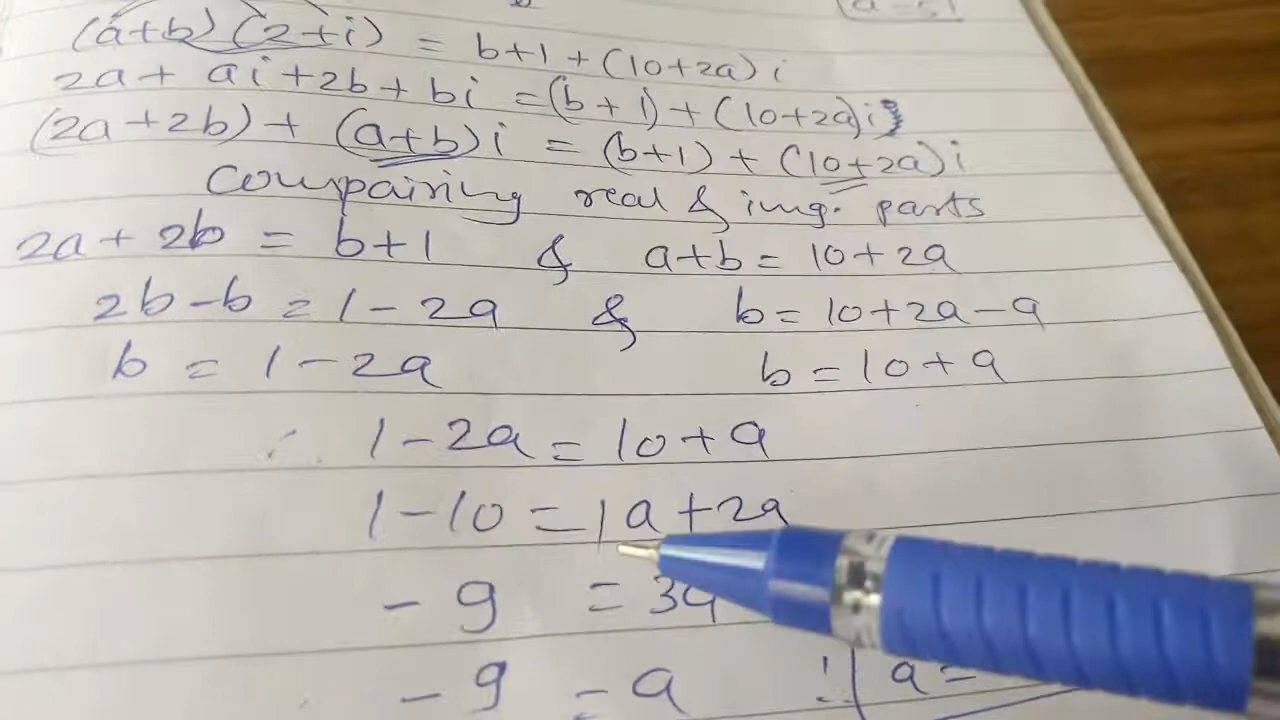 (a+b) (2+i) = b+1 + (10+2a) i
2a + ai + 2b + bi = (b+1) + (10+2a)i
(2a+2b) + (a+b) i = (b+1) + (10+2a) i
Compairing real & img. parts
2a + 2b = b+1 & a+b = 10+2a
2b - b = 1 - 2a & b = 10+2a-a
b = 1 - 2a b = 10 + a
∴ 1 - 2a = 10 + a
1 - 10 = 1a + 2a
- 9 = 3a
- 9 = a a =